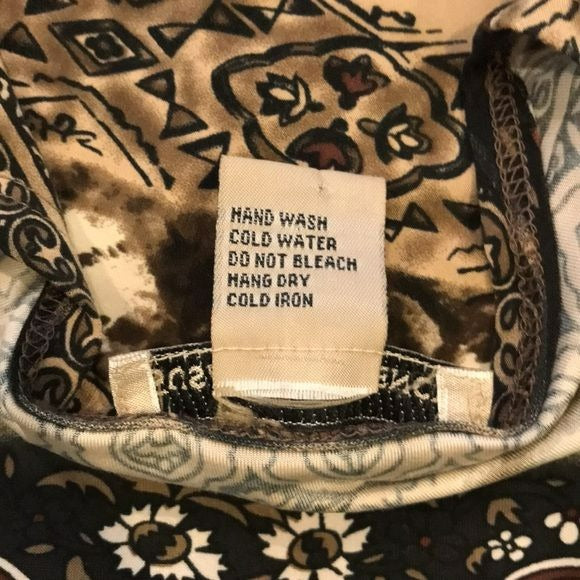 HAND WASH
COLD WATER
DO NOT BLEACH
HANG DRY
COLD IRON